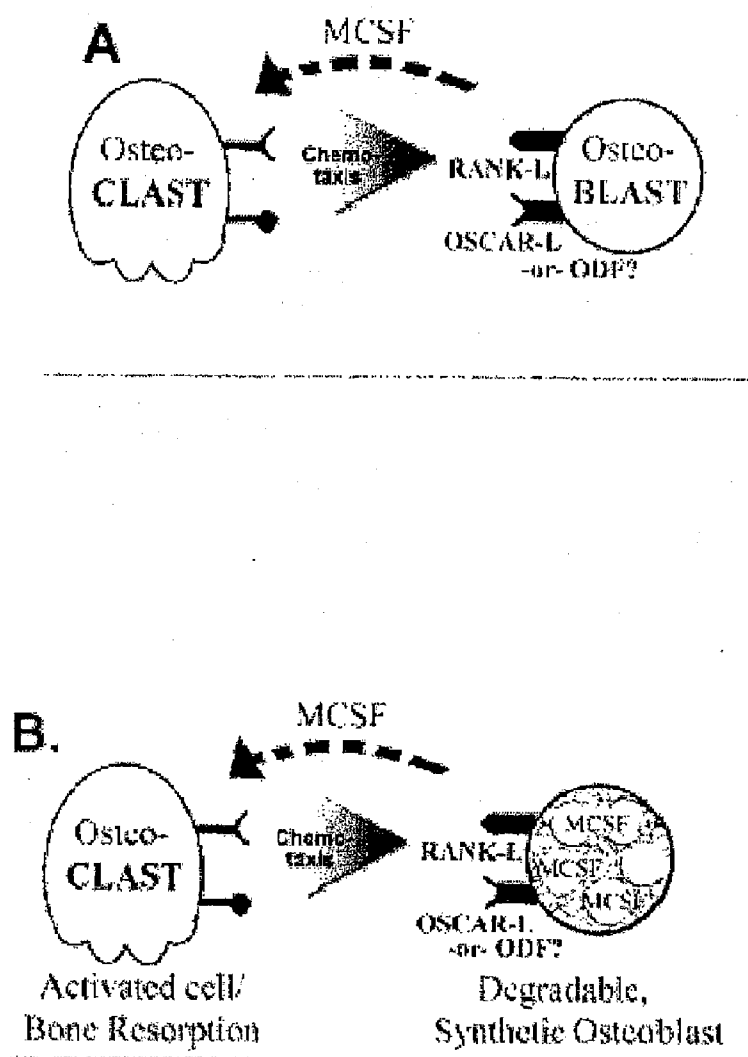 A
MCSF
Osteo-
CLAST
Chemo-
taxis
RANK-L
OSCAR-L
-or- ODF?
Osteo-
BLAST
B.
MCSF
Osteo-
CLAST
Chemo-
taxis
RANK-L
OSCAR-L
-or- ODF?
MCSF
MCSF
MCSF
Activated cell/
Bone Resorption
Degradable,
Synthetic Osteoblast